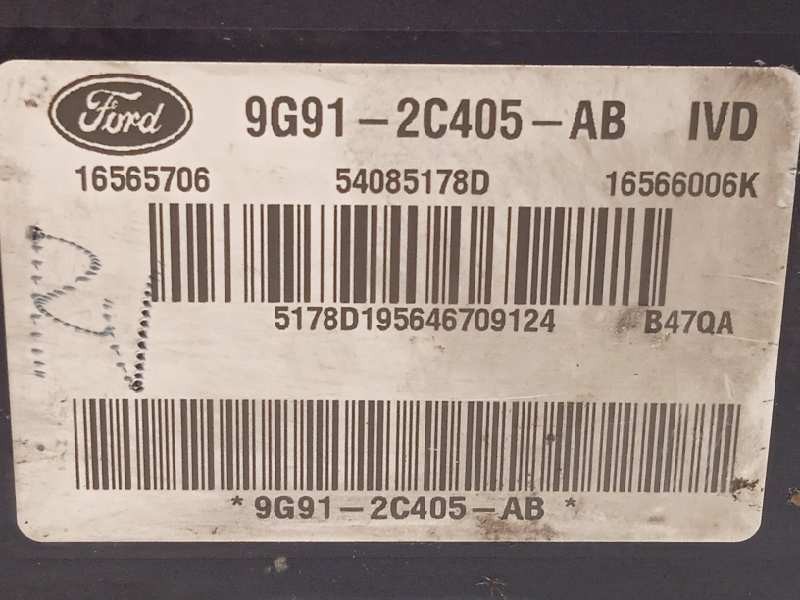 Ford 9G91-2C405-AB IVD
16565706 54085178D 16566006K
5178D195646709124 B47QA
*9G91-2C405-AB*